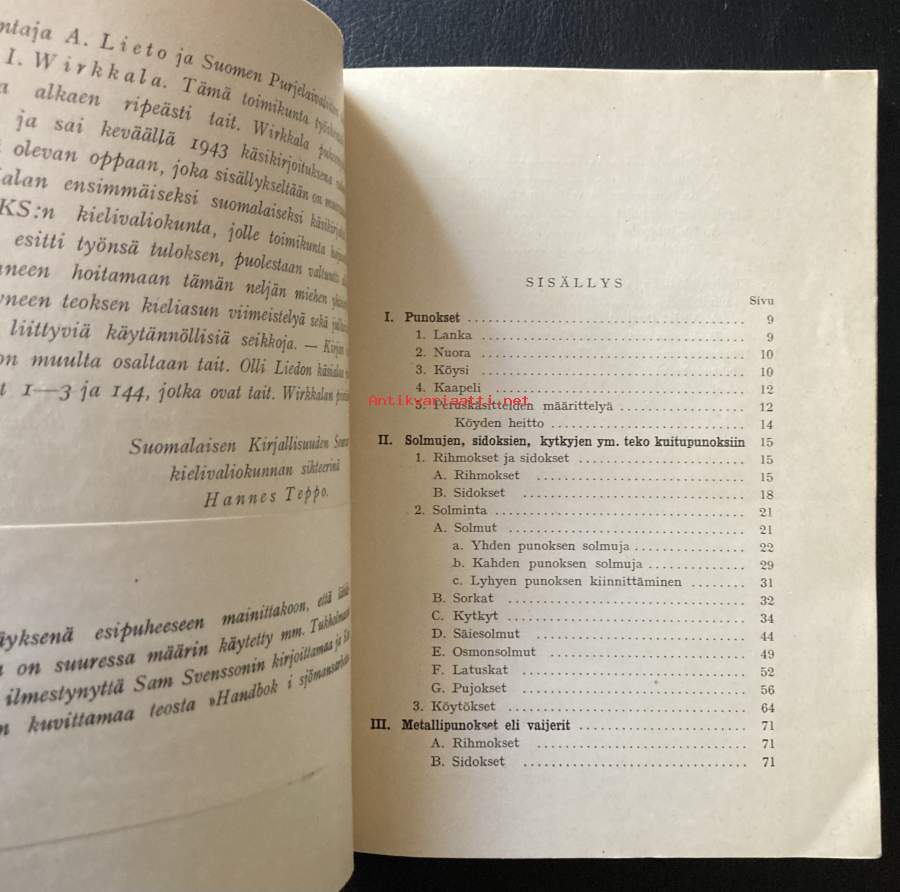 ntaja A. Lieto ja Suomen Purjelaivalaisten
I. Wirkkala. Tämä toimikunta
alkaen ripeästi tait. Wirkkala
ja sai keväällä 1943 käsikirjoituksena
olevan oppaan, joka sisällykseltään on
alan ensimmäiseksi suomalaiseksi
KS:n kielivaliokunta, jolle toimikunta
esitti työnsä tuloksen, puolestaan
neen hoitamaan tämän neljän miehen
neen teoksen kieliasun viimeistelyä sekä
liittyviä käytännöllisiä seikkoja. — Kirjan
on muulta osaltaan tait. Olli Liedon
t 1—3 ja 144, jotka ovat tait. Wirkkalan
Suomalaisen Kirjallisuuden
kielivaliokunnan sihteerinä
Hannes Teppo.
yksenä esipuheeseen mainittakoon, että
on suuressa määrin käytetty mm.
ilmestynyttä Sam Svenssonin kirjoittamaa ja
n kuvittamaa teosta »Handbok i
SISÄLLYS
Sivu
I. Punokset 9
1. Lanka 9
2. Nuora 10
3. Köysi 10
4. Kaapeli 12
Antikvariaatti.net
5. Peruskäsitteiden määrittelyä 12
Köyden heitto 14
II. Solmujen, sidoksien, kytkyjen ym. teko kuitupunoksiin 15
1. Rihmokset ja sidokset 15
A. Rihmokset 15
B. Sidokset 18
2. Solminta 21
A. Solmut 21
a. Yhden punoksen solmuja 22
b. Kahden punoksen solmuja 29
c. Lyhyen punoksen kiinnittäminen 31
B. Sorkat 32
C. Kytkyt 34
D. Säiesolmut 44
E. Osmonsolmut 49
F. Latuskat 52
G. Pujokset 56
3. Köytökset 64
III. Metallipunokset eli vaijerit 71
A. Rihmokset 71
B. Sidokset 71